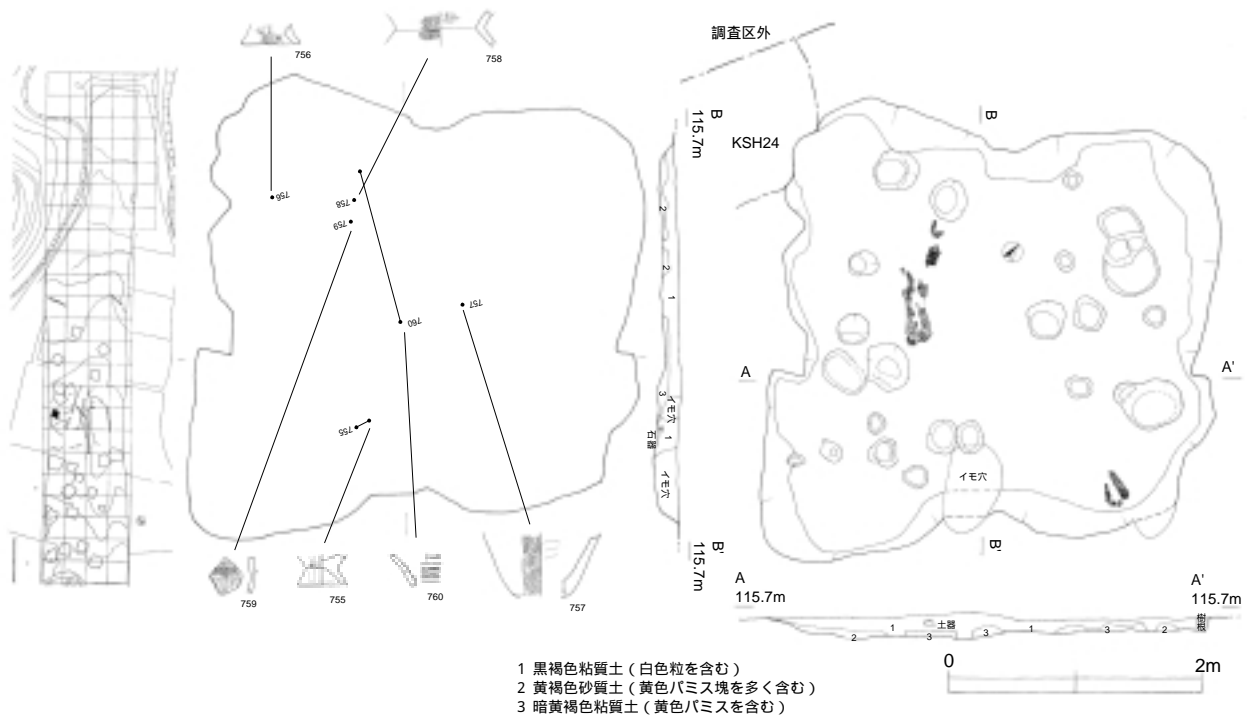 756
758
調査区外
B
115.7m
B
KSH24
756
758
759
2
2
1
757
760
A
A'
3
イモ穴
1
石器
755
イモ穴
イモ穴
B'
115.7m
B'
759
755
760
757
A
115.7m
A'
115.7m
土器
樹根
1
2
3
3
1
3
2
0
2m
1 黒褐色粘質土（白色粒を含む）
2 黄褐色砂質土（黄色パミス塊を多く含む）
3 暗黄褐色粘質土（黄色パミスを含む）